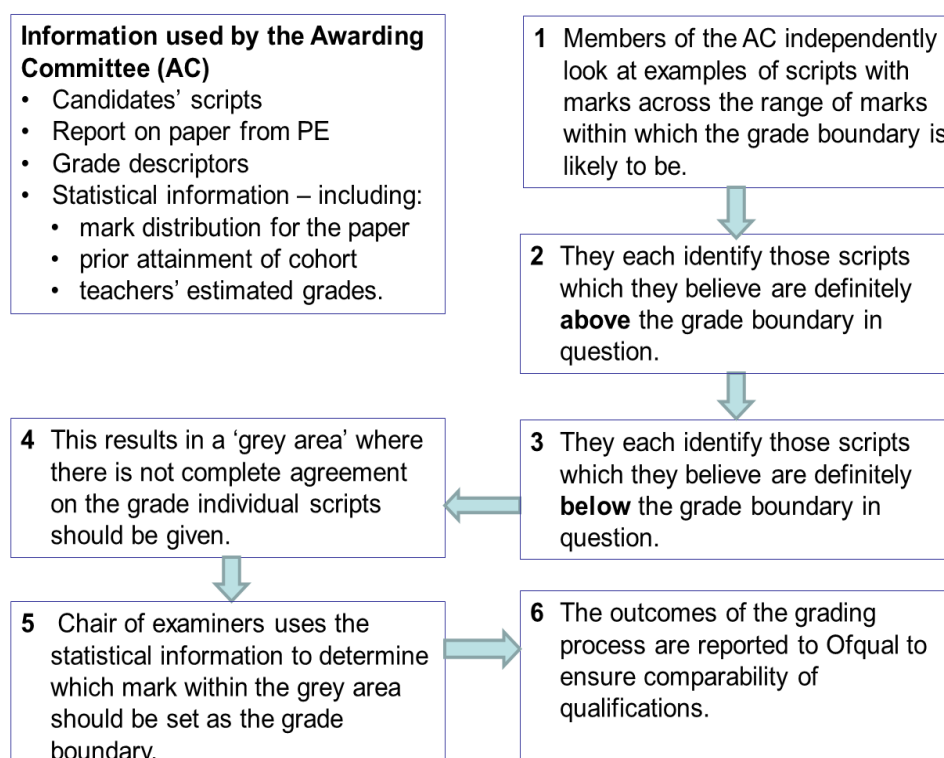 Information used by the Awarding
Committee (AC)
• Candidates' scripts
• Report on paper from PE
• Grade descriptors
• Statistical information – including:
• mark distribution for the paper
• prior attainment of cohort
• teachers' estimated grades.
1 Members of the AC independently
look at examples of scripts with
marks across the range of marks
within which the grade boundary is
likely to be.
2 They each identify those scripts
which they believe are definitely
above the grade boundary in
question.
3 They each identify those scripts
which they believe are definitely
below the grade boundary in
question.
4 This results in a 'grey area' where
there is not complete agreement
on the grade individual scripts
should be given.
5 Chair of examiners uses the
statistical information to determine
which mark within the grey area
should be set as the grade
boundary.
6 The outcomes of the grading
process are reported to Ofqual to
ensure comparability of
qualifications.